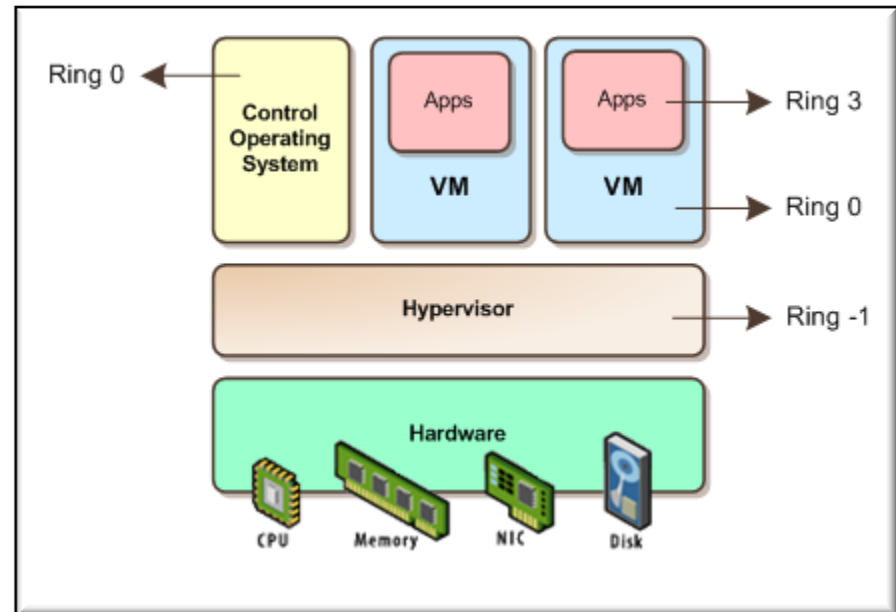 Ring 0
Control
Operating
System
Apps
VM
Apps
VM
Ring 3
Ring 0
Hypervisor
Ring -1
Hardware
CPU
Memory
NIC
Disk